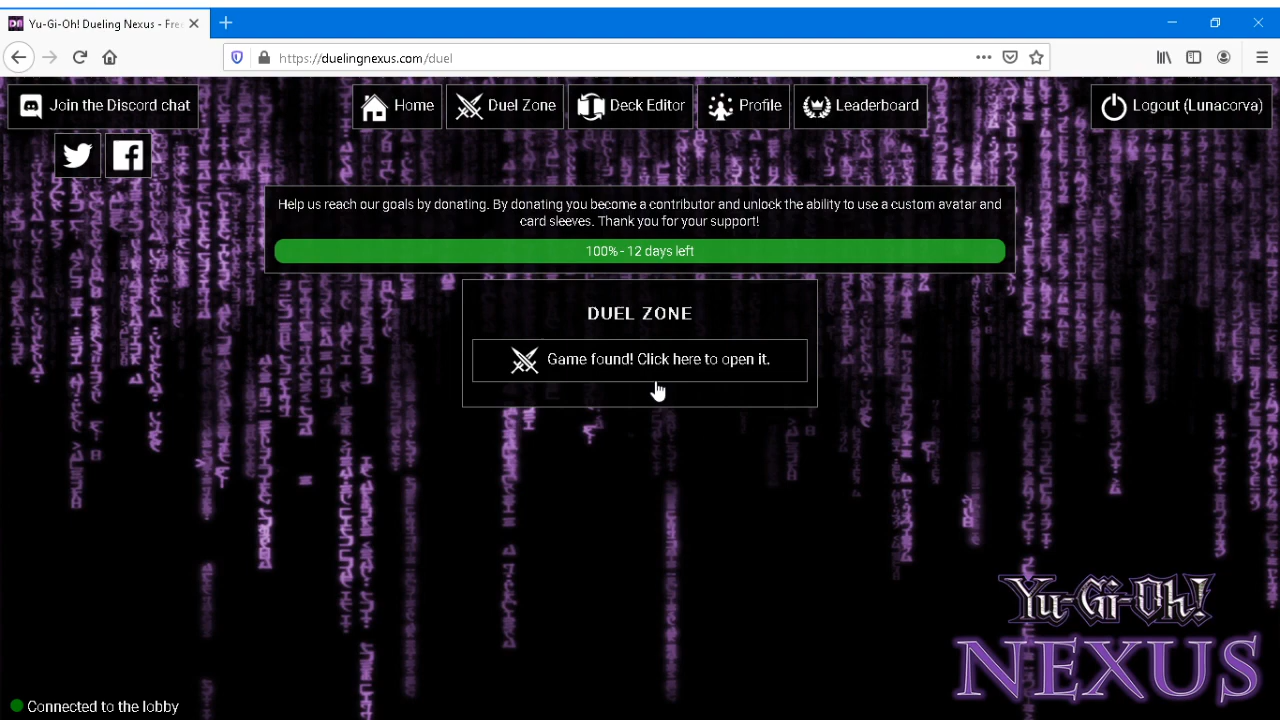 Yu-Gi-Oh! Dueling Nexus - Fre
https://duelingnexus.com/duel
Join the Discord chat
Home
Duel Zone
Deck Editor
Profile
Leaderboard
Logout (Lunacorva)
Help us reach our goals by donating. By donating you become a contributor and unlock the ability to use a custom avatar and
card sleeves. Thank you for your support!
100% - 12 days left
DUEL ZONE
Game found! Click here to open it.
Yu-Gi-Oh!
NEXUS
Connected to the lobby